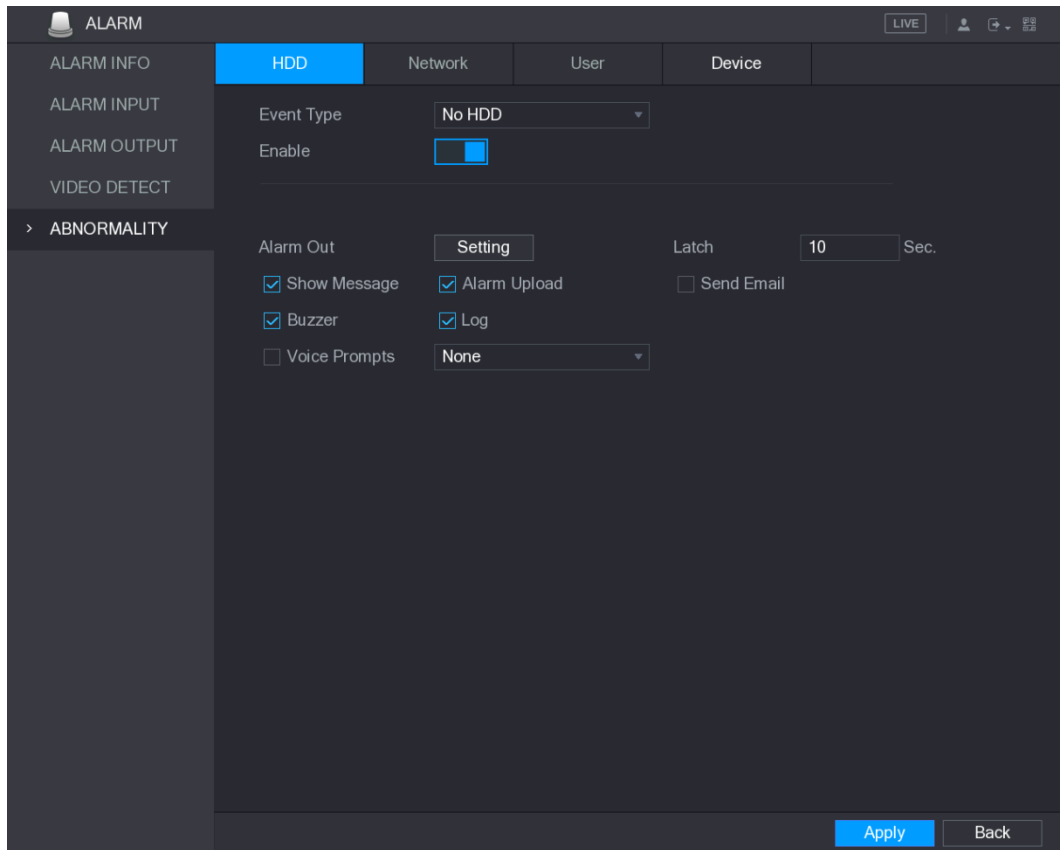 ALARM
LIVE
ALARM INFO
ALARM INPUT
ALARM OUTPUT
VIDEO DETECT
> ABNORMALITY
HDD Network User Device
Event Type No HDD
Enable
Alarm Out Setting Latch 10 Sec.
Show Message Alarm Upload Send Email
Buzzer Log
Voice Prompts None
Apply Back